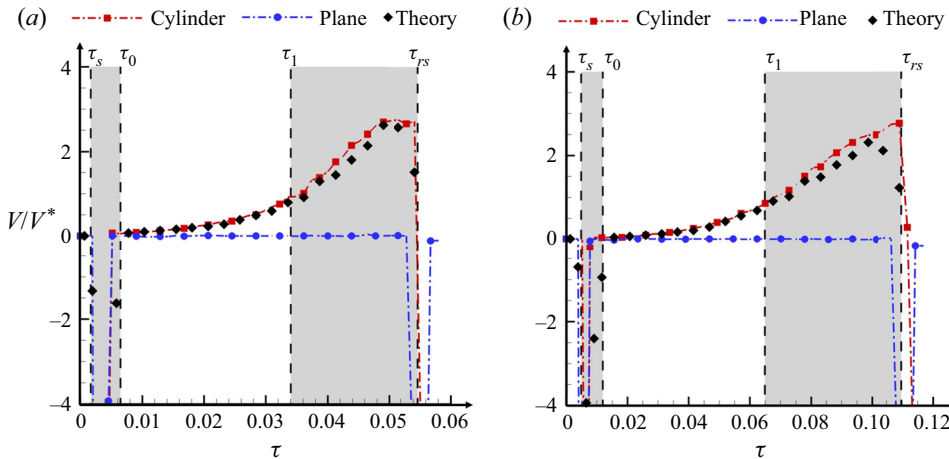 (a) Cylinder Plane Theory
τs τ0 τ1 τrs
4
2
V/V*
0
−2
−4
0 0.01 0.02 0.03 0.04 0.05 0.06
τ
(b) Cylinder Plane Theory
τs τ0 τ1 τrs
4
2
0
−2
−4
0 0.02 0.04 0.06 0.08 0.10 0.12
τ